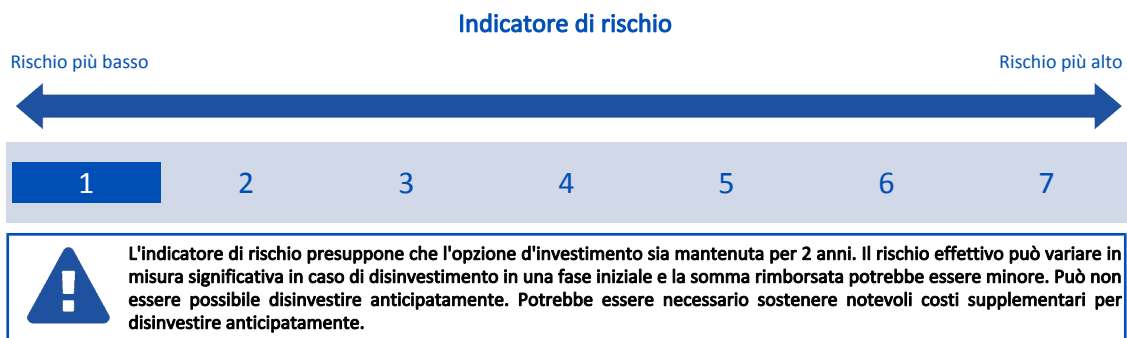 Indicatore di rischio
Rischio più basso
Rischio più alto
1 2 3 4 5 6 7
L'indicatore di rischio presuppone che l'opzione d'investimento sia mantenuta per 2 anni. Il rischio effettivo può variare in
misura significativa in caso di disinvestimento in una fase iniziale e la somma rimborsata potrebbe essere minore. Può non
essere possibile disinvestire anticipatamente. Potrebbe essere necessario sostenere notevoli costi supplementari per
disinvestire anticipatamente.